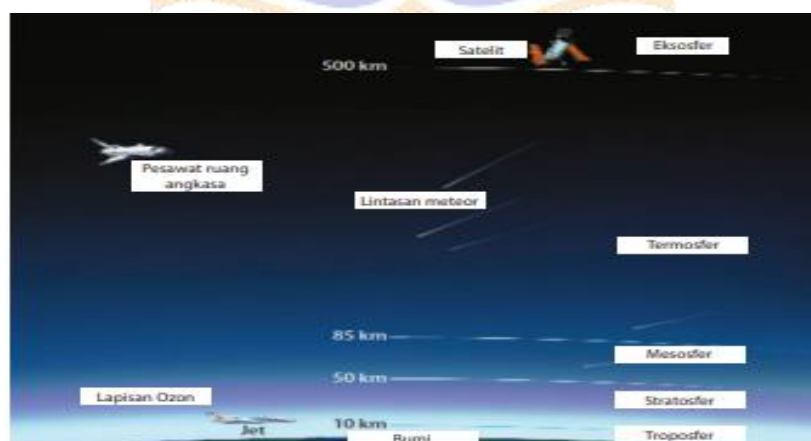 Satelit
Eksosfer
500 km
Pesawat ruang
angkasa
Lintasan meteor
Termosfer
85 km
Mesosfer
50 km
Lapisan Ozon
Stratosfer
Jet
10 km
Bumi
Troposfer